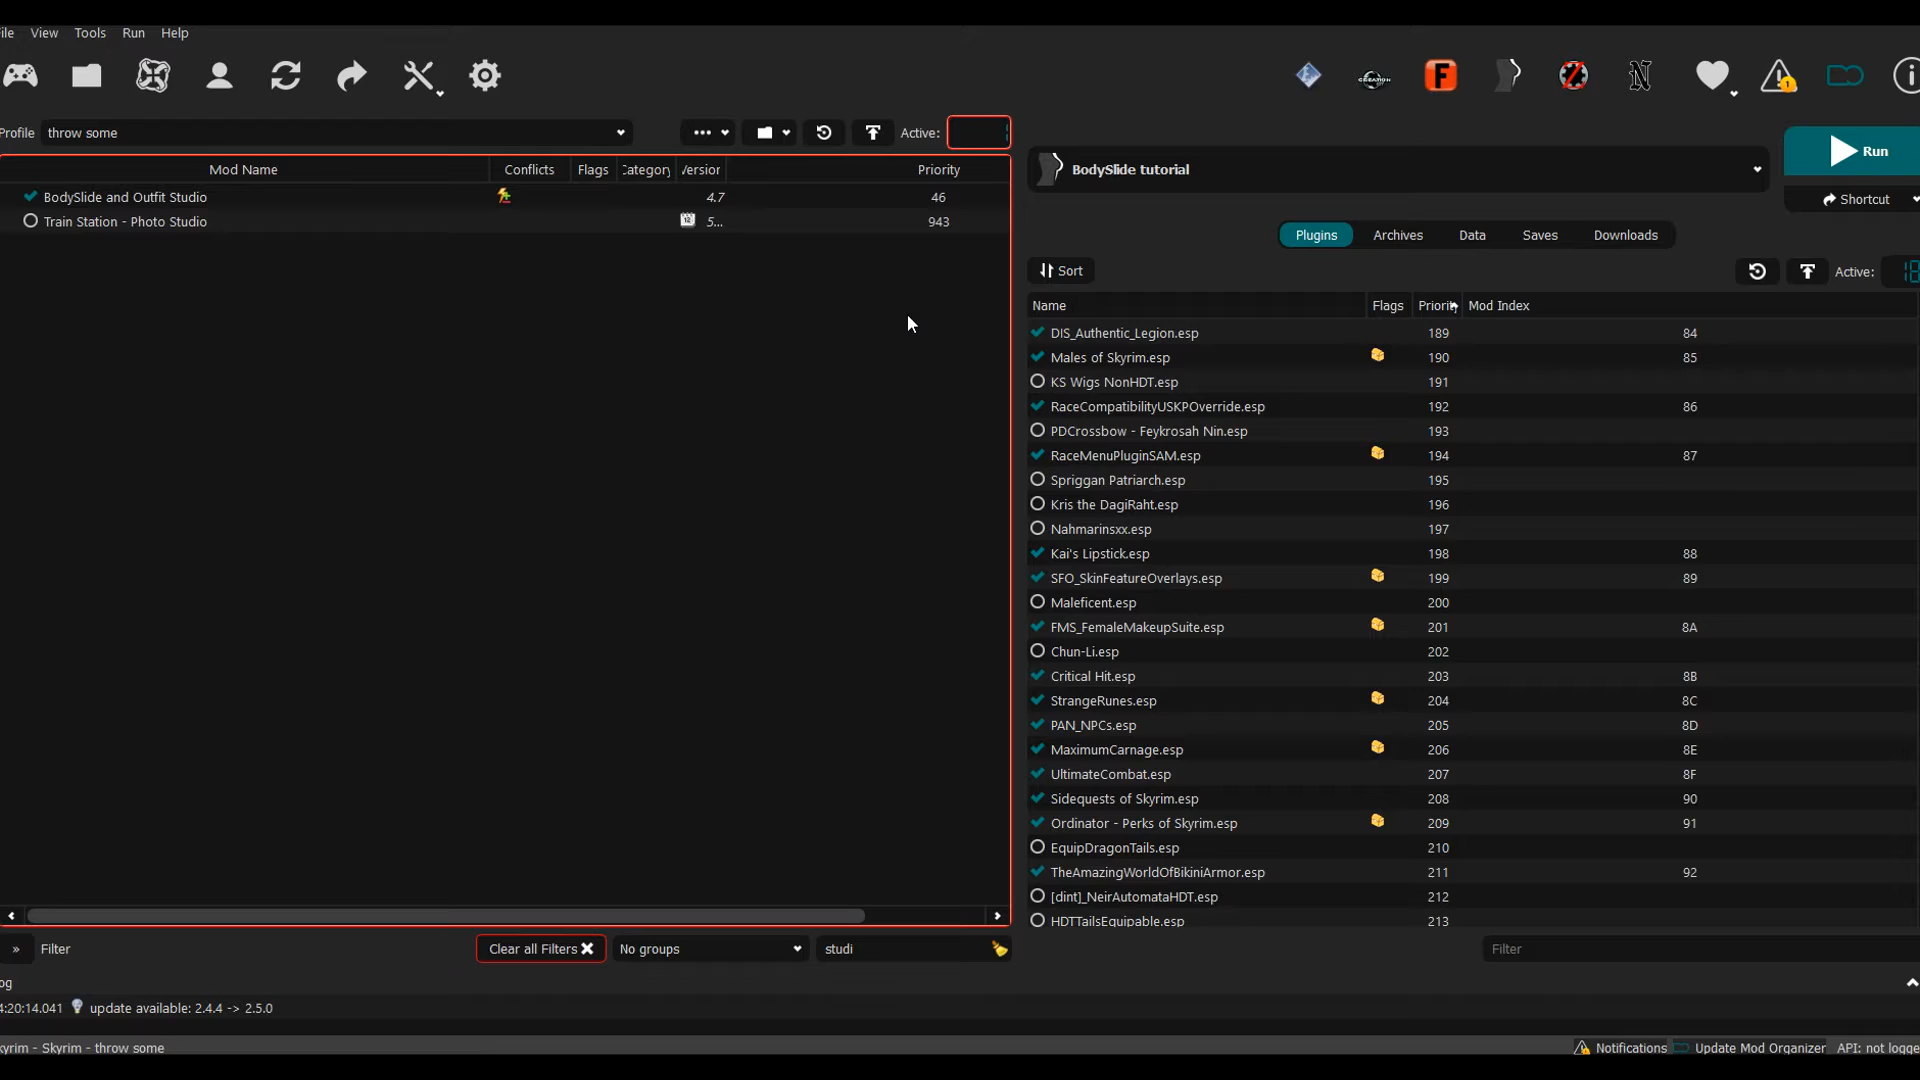 ile View Tools Run Help
Profile throw some
Active:
Mod Name Conflicts Flags Category Version Priority
BodySlide and Outfit Studio 4.7 46
Train Station - Photo Studio 5... 943
BodySlide tutorial
Run
Shortcut
Plugins Archives Data Saves Downloads
Sort
Active: 18
Name Flags Priority Mod Index
DIS_Authentic_Legion.esp 189 84
Males of Skyrim.esp 190 85
KS Wigs NonHDT.esp 191
RaceCompatibilityUSKPOverride.esp 192 86
PDCrossbow - Feykrosah Nin.esp 193
RaceMenuPluginSAM.esp 194 87
Spriggan Patriarch.esp 195
Kris the DagiRaht.esp 196
Nahmarinsxx.esp 197
Kai's Lipstick.esp 198 88
SFO_SkinFeatureOverlays.esp 199 89
Maleficent.esp 200
FMS_FemaleMakeupSuite.esp 201 8A
Chun-Li.esp 202
Critical Hit.esp 203 8B
StrangeRunes.esp 204 8C
PAN_NPCs.esp 205 8D
MaximumCarnage.esp 206 8E
UltimateCombat.esp 207 8F
Sidequests of Skyrim.esp 208 90
Ordinator - Perks of Skyrim.esp 209 91
EquipDragonTails.esp 210
TheAmazingWorldOfBikiniArmor.esp 211 92
[dint]_NeirAutomataHDT.esp 212
HDTTailsEquipable.esp 213
» Filter Clear all Filters No groups studi
Filter
og
4:20:14.041 update available: 2.4.4 -> 2.5.0
kyrim - Skyrim - throw some
Notifications Update Mod Organizer API: not logge